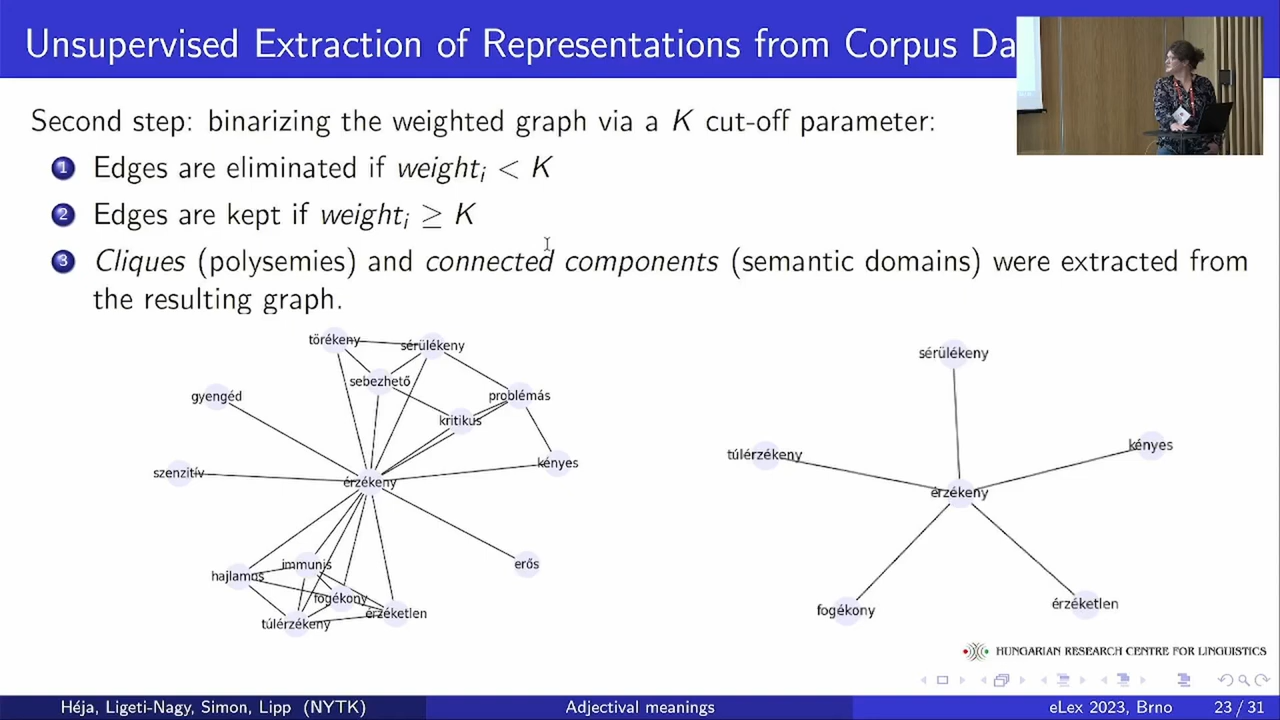 Unsupervised Extraction of Representations from Corpus Da
Second step: binarizing the weighted graph via a K cut-off parameter:
1 Edges are eliminated if weightᵢ < K
2 Edges are kept if weightᵢ ≥ K
3 Cliques (polysemies) and connected components (semantic domains) were extracted from
the resulting graph.
törékeny
sérülékeny
sebezhető
gyengéd
problémás
kritikus
kényes
szenzitív
érzékeny
immunis
hajlamos
erős
fogékony
érzéketlen
túlérzékeny
sérülékeny
kényes
túlérzékeny
érzékeny
fogékony
érzéketlen
HUNGARIAN RESEARCH CENTRE FOR LINGUISTICS
Héja, Ligeti-Nagy, Simon, Lipp (NYTK) Adjectival meanings eLex 2023, Brno 23 / 31